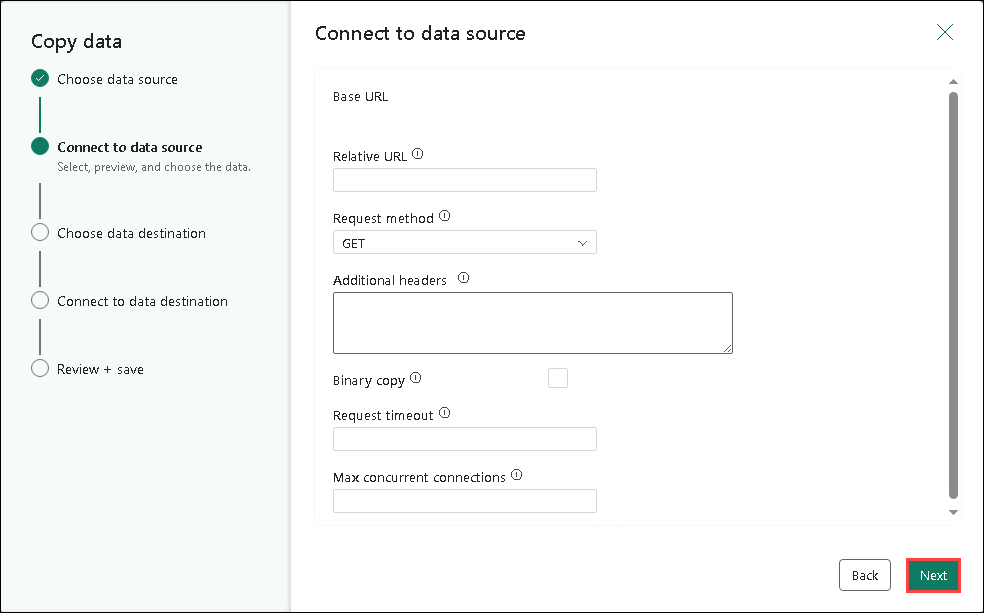 Copy data
Choose data source
Connect to data source
Select, preview, and choose the data.
Choose data destination
Connect to data destination
Review + save
Connect to data source
Base URL
Relative URL
Request method
GET
Additional headers
Binary copy
Request timeout
Max concurrent connections
Back
Next